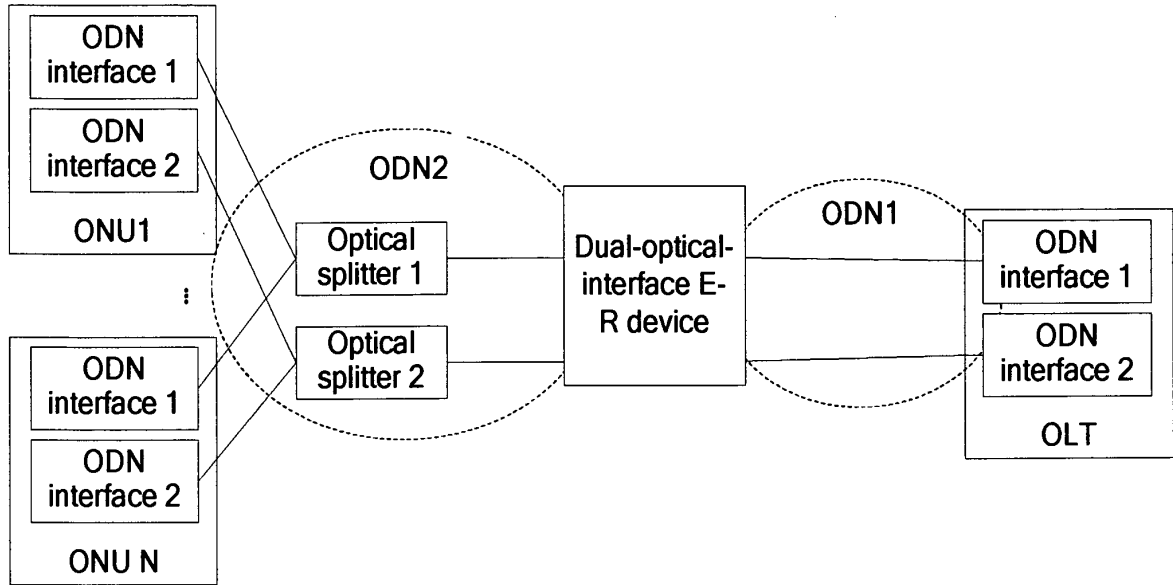 ODN
interface 1
ODN
interface 2
ONU1
...
ODN
interface 1
ODN
interface 2
ONU N
ODN2
Optical
splitter 1
Optical
splitter 2
Dual-optical-
interface E-
R device
ODN1
ODN
interface 1
ODN
interface 2
OLT